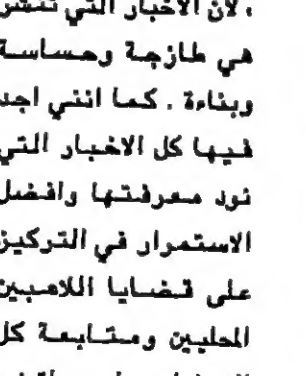 ، لأن الأخبار التي تنشر
هي طازجة وحساسة
وبناءة . كما انني اجد
فيها كل الاخبار التي
نود معرفتها وافضل
الاستمرار في التركيز
على قضايا اللاعبين
المحليين ومتابعة كل